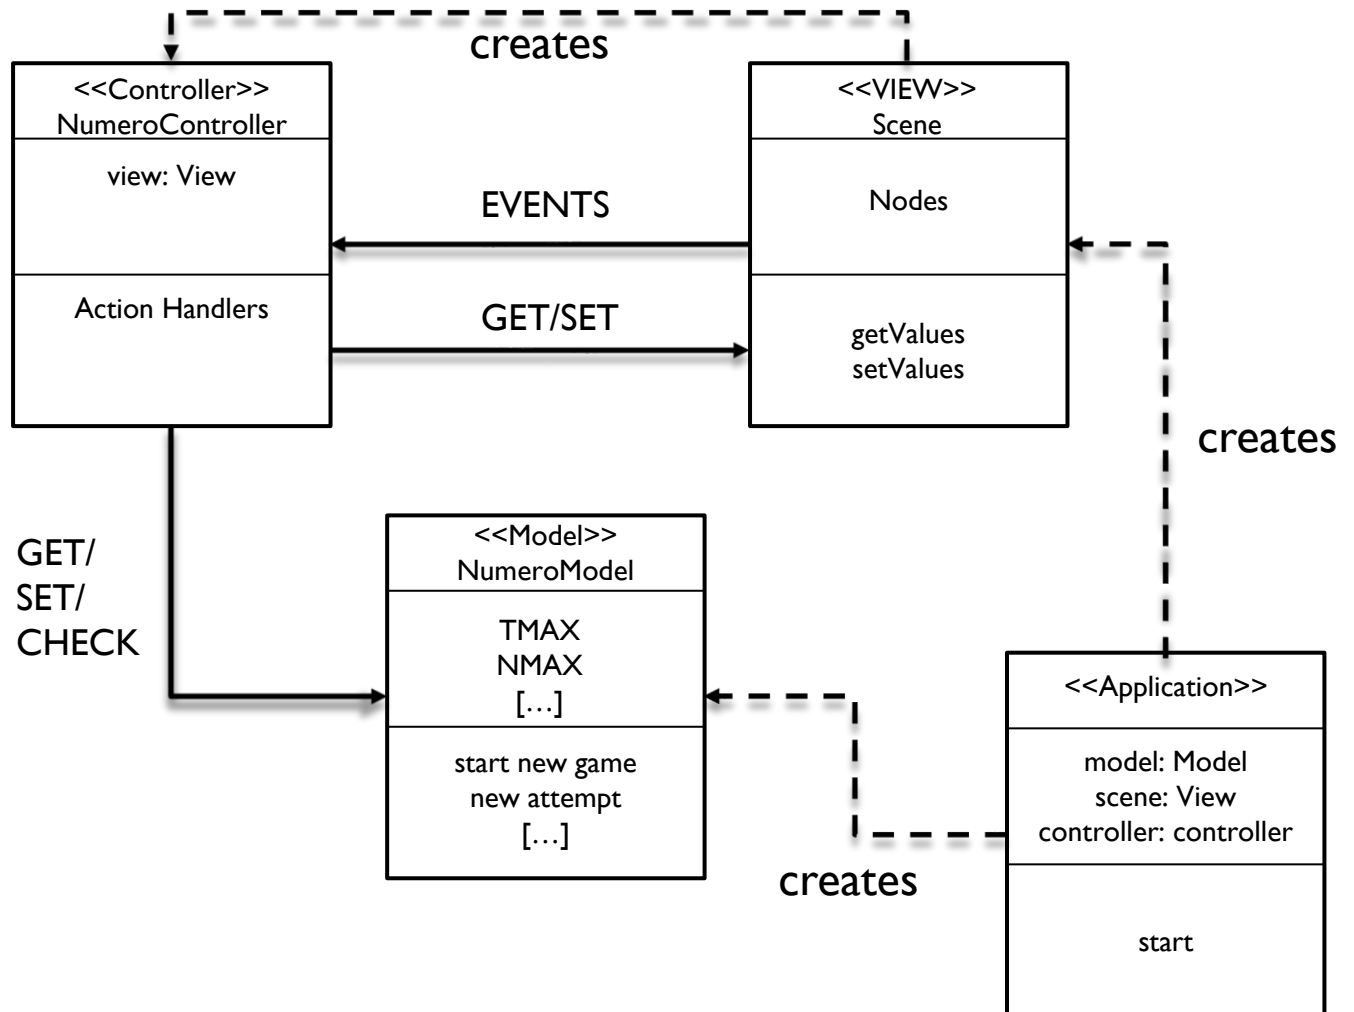 creates
<<Controller>>
NumeroController
view: View
Action Handlers
EVENTS
GET/SET
<<VIEW>>
Scene
Nodes
getValues
setValues
creates
GET/
SET/
CHECK
<<Model>>
NumeroModel
TMAX
NMAX
[…]
start new game
new attempt
[…]
creates
<<Application>>
model: Model
scene: View
controller: controller
start